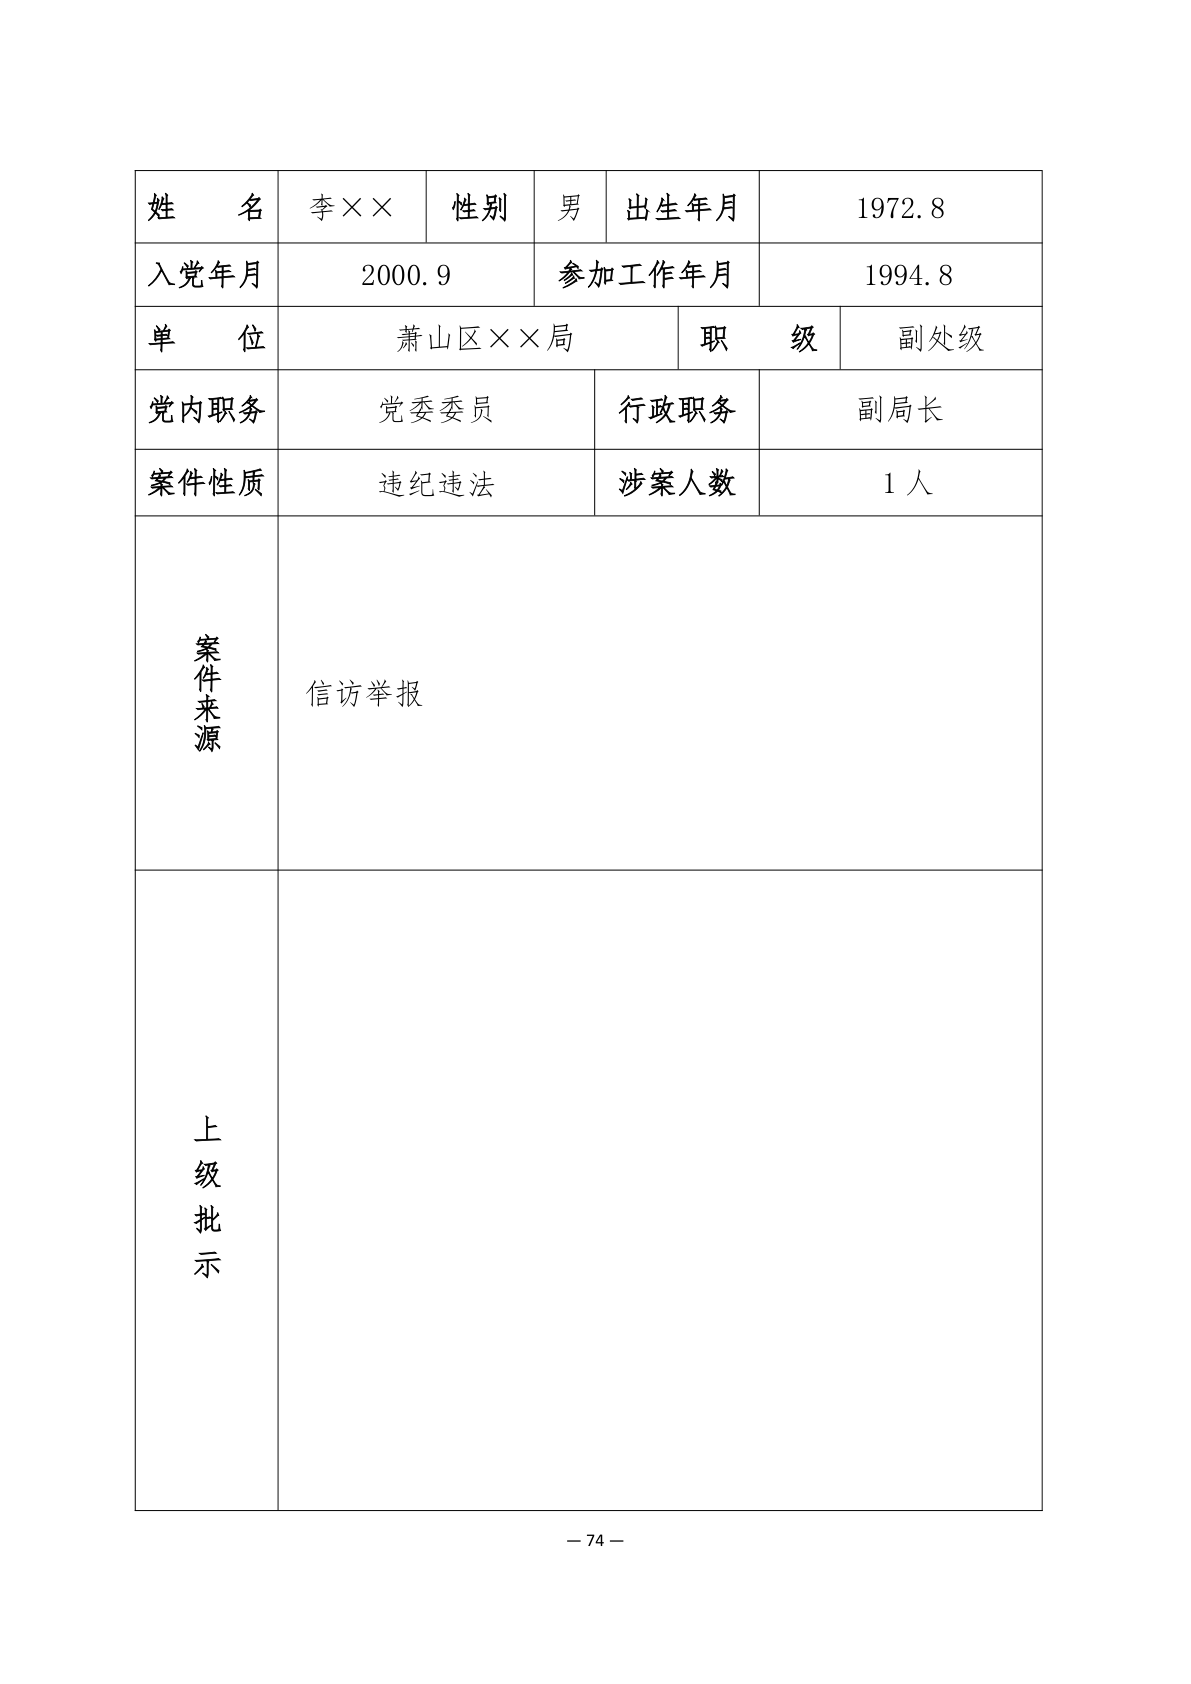 姓 名 李×× 性别 男 出生年月 1972.8
入党年月 2000.9 参加工作年月 1994.8
单 位 萧山区××局 职 级 副处级
党内职务 党委委员 行政职务 副局长
案件性质 违纪违法 涉案人数 1 人
案件来源 信访举报
上级批示
— 74 —